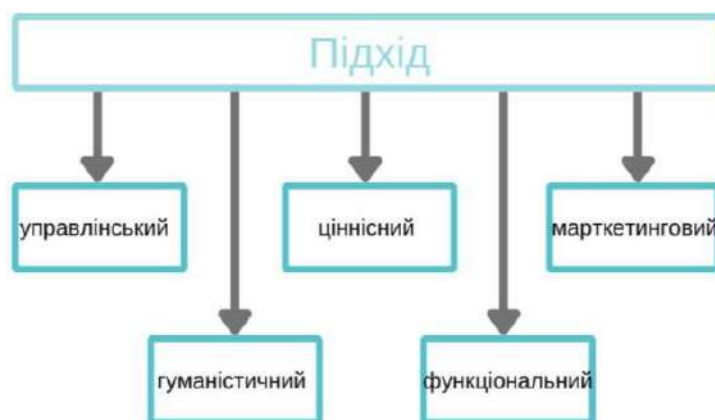 Підхід
управлінський
ціннісний
марткетинговий
гуманістичний
функціональний